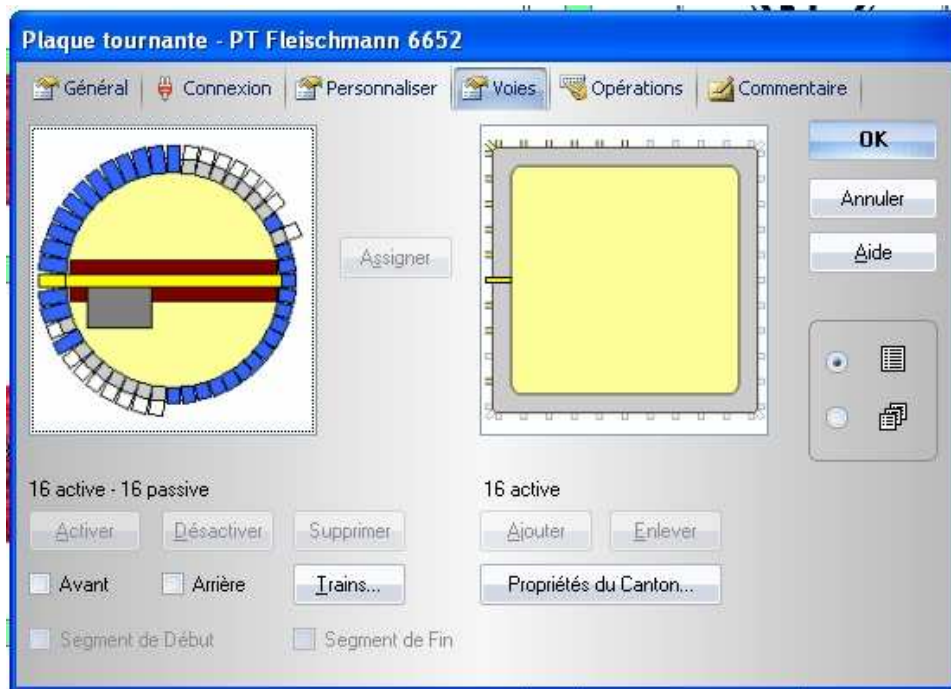 Plaque tournante - PT Fleischmann 6652
Général Connexion Personnaliser Voies Opérations Commentaire
OK
Annuler
Assigner
Aide
16 active - 16 passive
16 active
Activer Désactiver Supprimer Ajouter Enlever
Avant Arrière Trains... Propriétés du Canton...
Segment de Début Segment de Fin